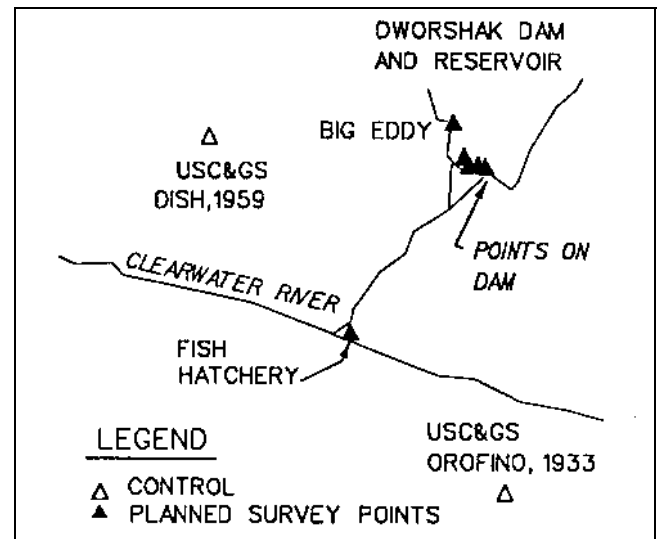 DWORSHAK DAM
AND RESERVOIR
BIG EDDY
USC&GS
DISH,1959
POINTS ON
DAM
CLEARWATER RIVER
FISH
HATCHERY
USC&GS
OROFINO, 1933
LEGEND
CONTROL
PLANNED SURVEY POINTS